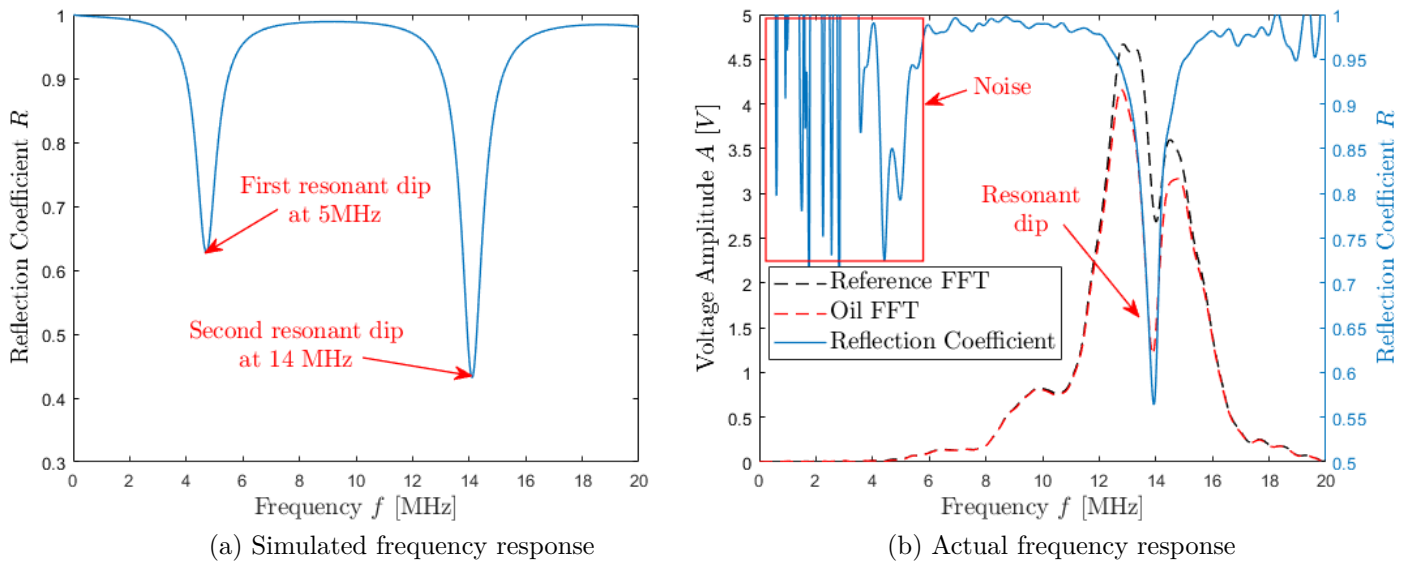 Reflection Coefficient R
1
0.9
0.8
0.7
0.6
0.5
0.4
0.3
0 2 4 6 8 10 12 14 16 18 20
Frequency f [MHz]
First resonant dip
at 5MHz
Second resonant dip
at 14 MHz
(a) Simulated frequency response
Voltage Amplitude A [V]
5
4.5
4
3.5
3
2.5
2
1.5
1
0.5
0
0 2 4 6 8 10 12 14 16 18 20
Frequency f [MHz]
Noise
Resonant
dip
Reference FFT
Oil FFT
Reflection Coefficient
1
0.95
0.9
0.85
0.8
0.75
0.7
0.65
0.6
0.55
0.5
Reflection Coefficient R
(b) Actual frequency response